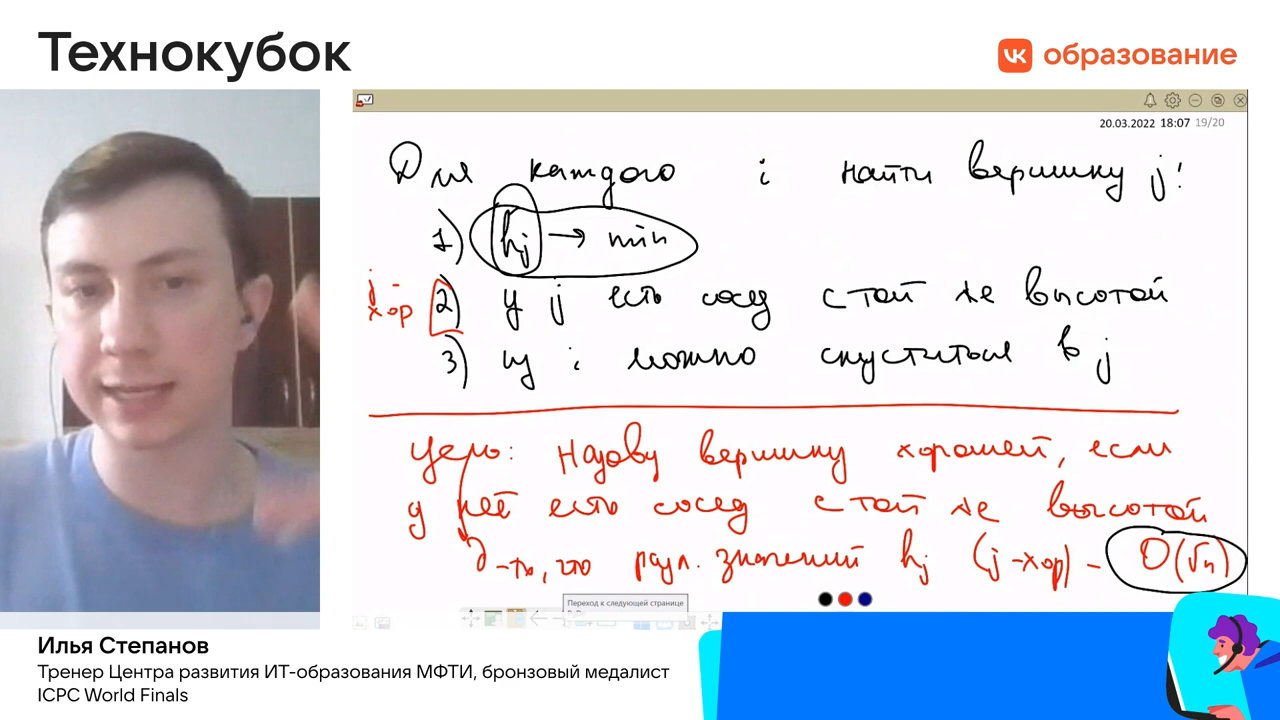 Технокубок
VK образование
20.03.2022 18:07 19/20
Для каждого i найти вершину j:
1) hj → min
j - хор 2) у j есть сосед с той же высотой
3) из i можно спуститься в j
Цель: Назову вершину хорошей, если
у неё есть сосед с той же высотой
д-ть, что разл. значений hj (j-хор) - O(√n)
Переход к следующей странице
Илья Степанов
Тренер Центра развития ИТ-образования МФТИ, бронзовый медалист
ICPC World Finals